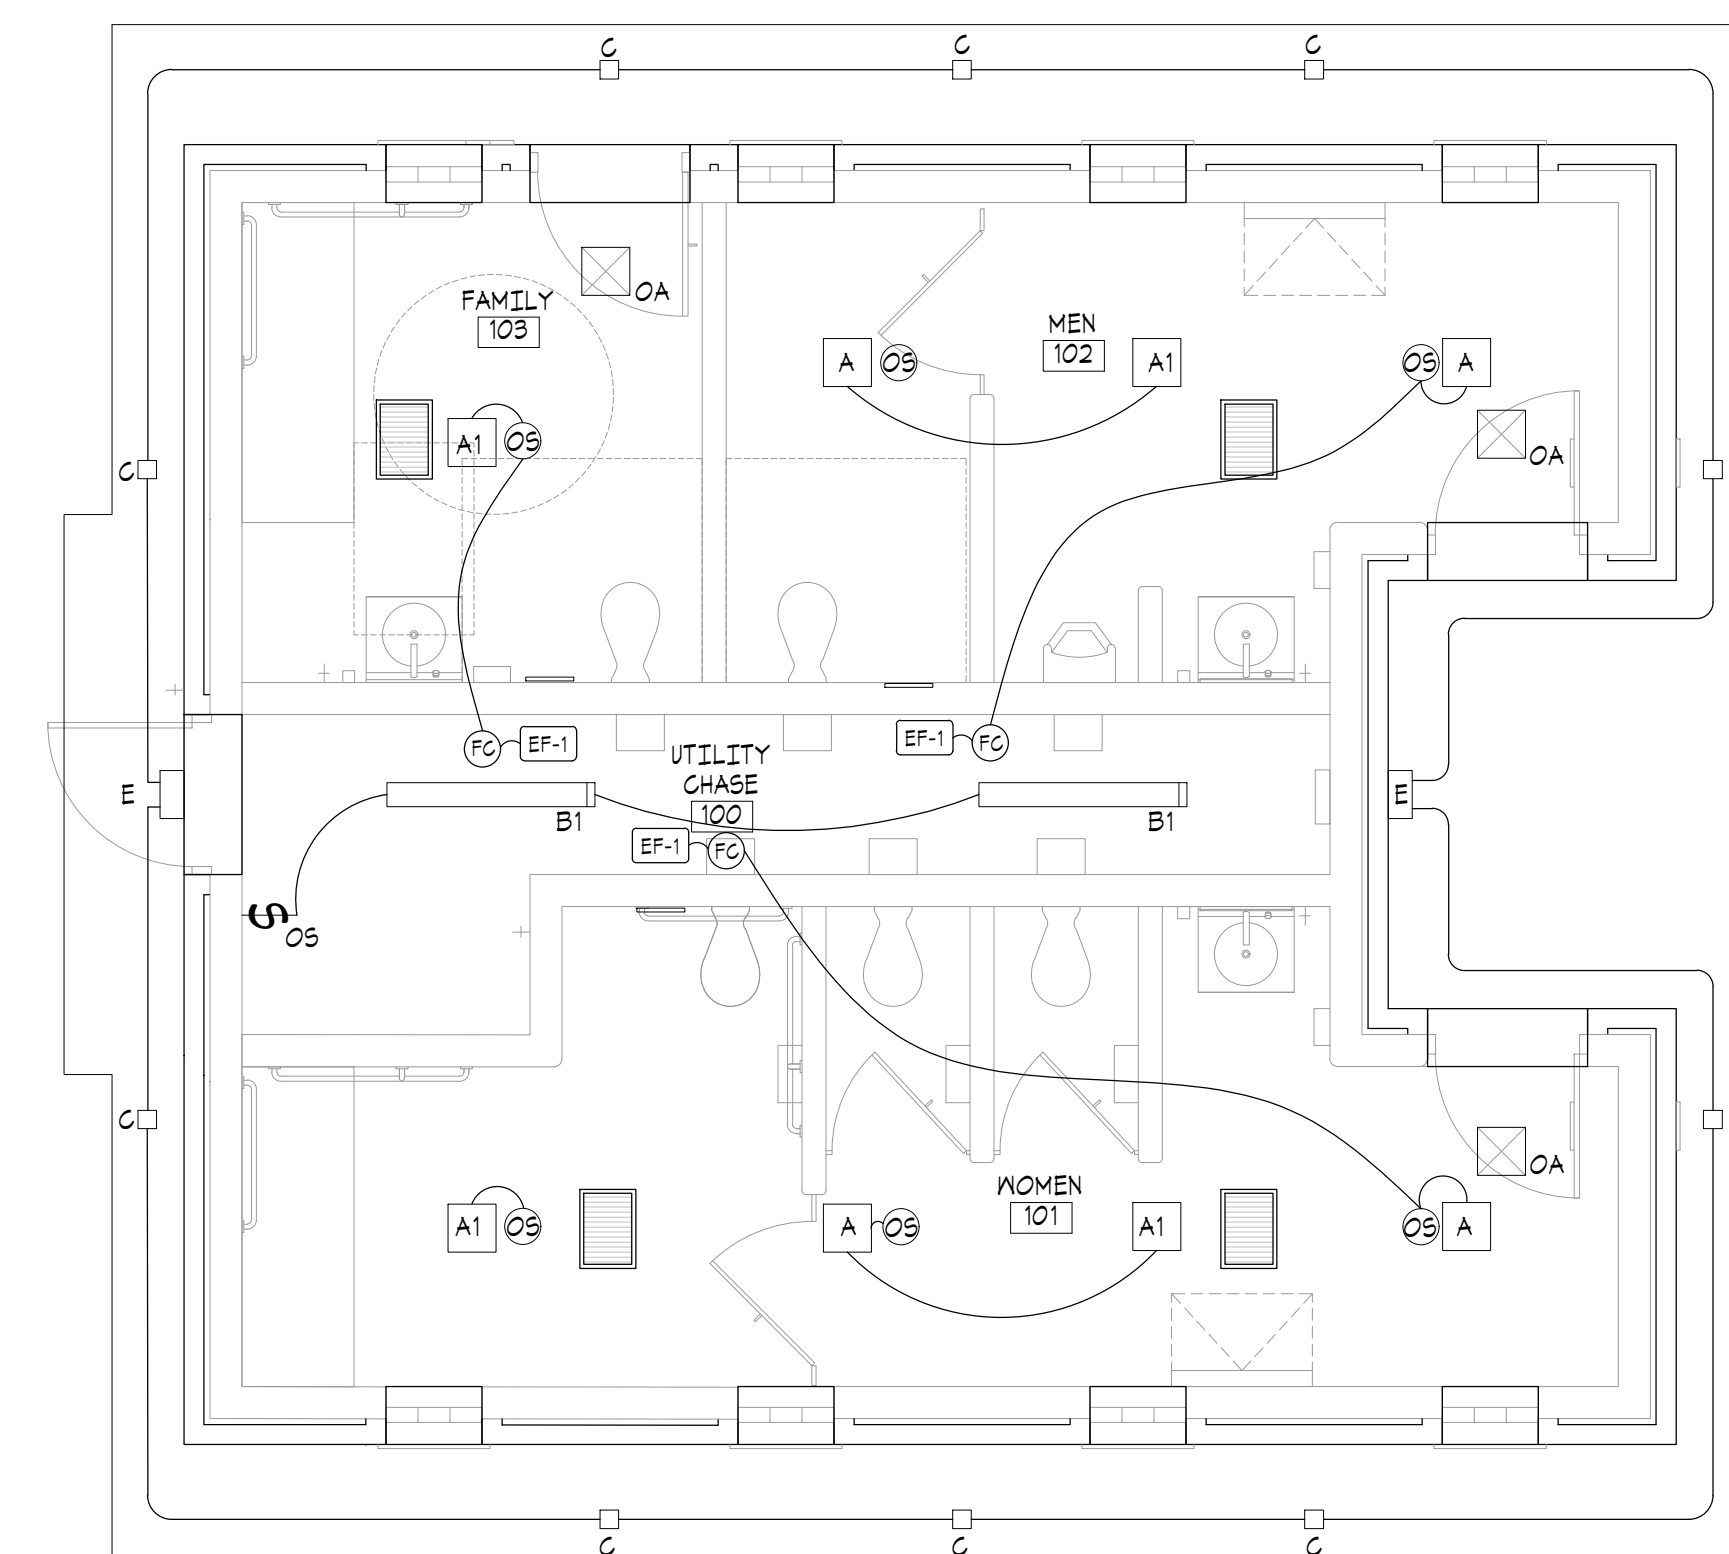 C C C
OA
FAMILY
103
MEN
102
A OS A1 OS A
A1 OS
OA
C
FC EF-1
EF-1 FC
UTILITY
CHASE
100
E
E
B1
B1
EF-1 FC
S
OS
C
OA
WOMEN
101
A1 OS A OS A1 OS A
C C C